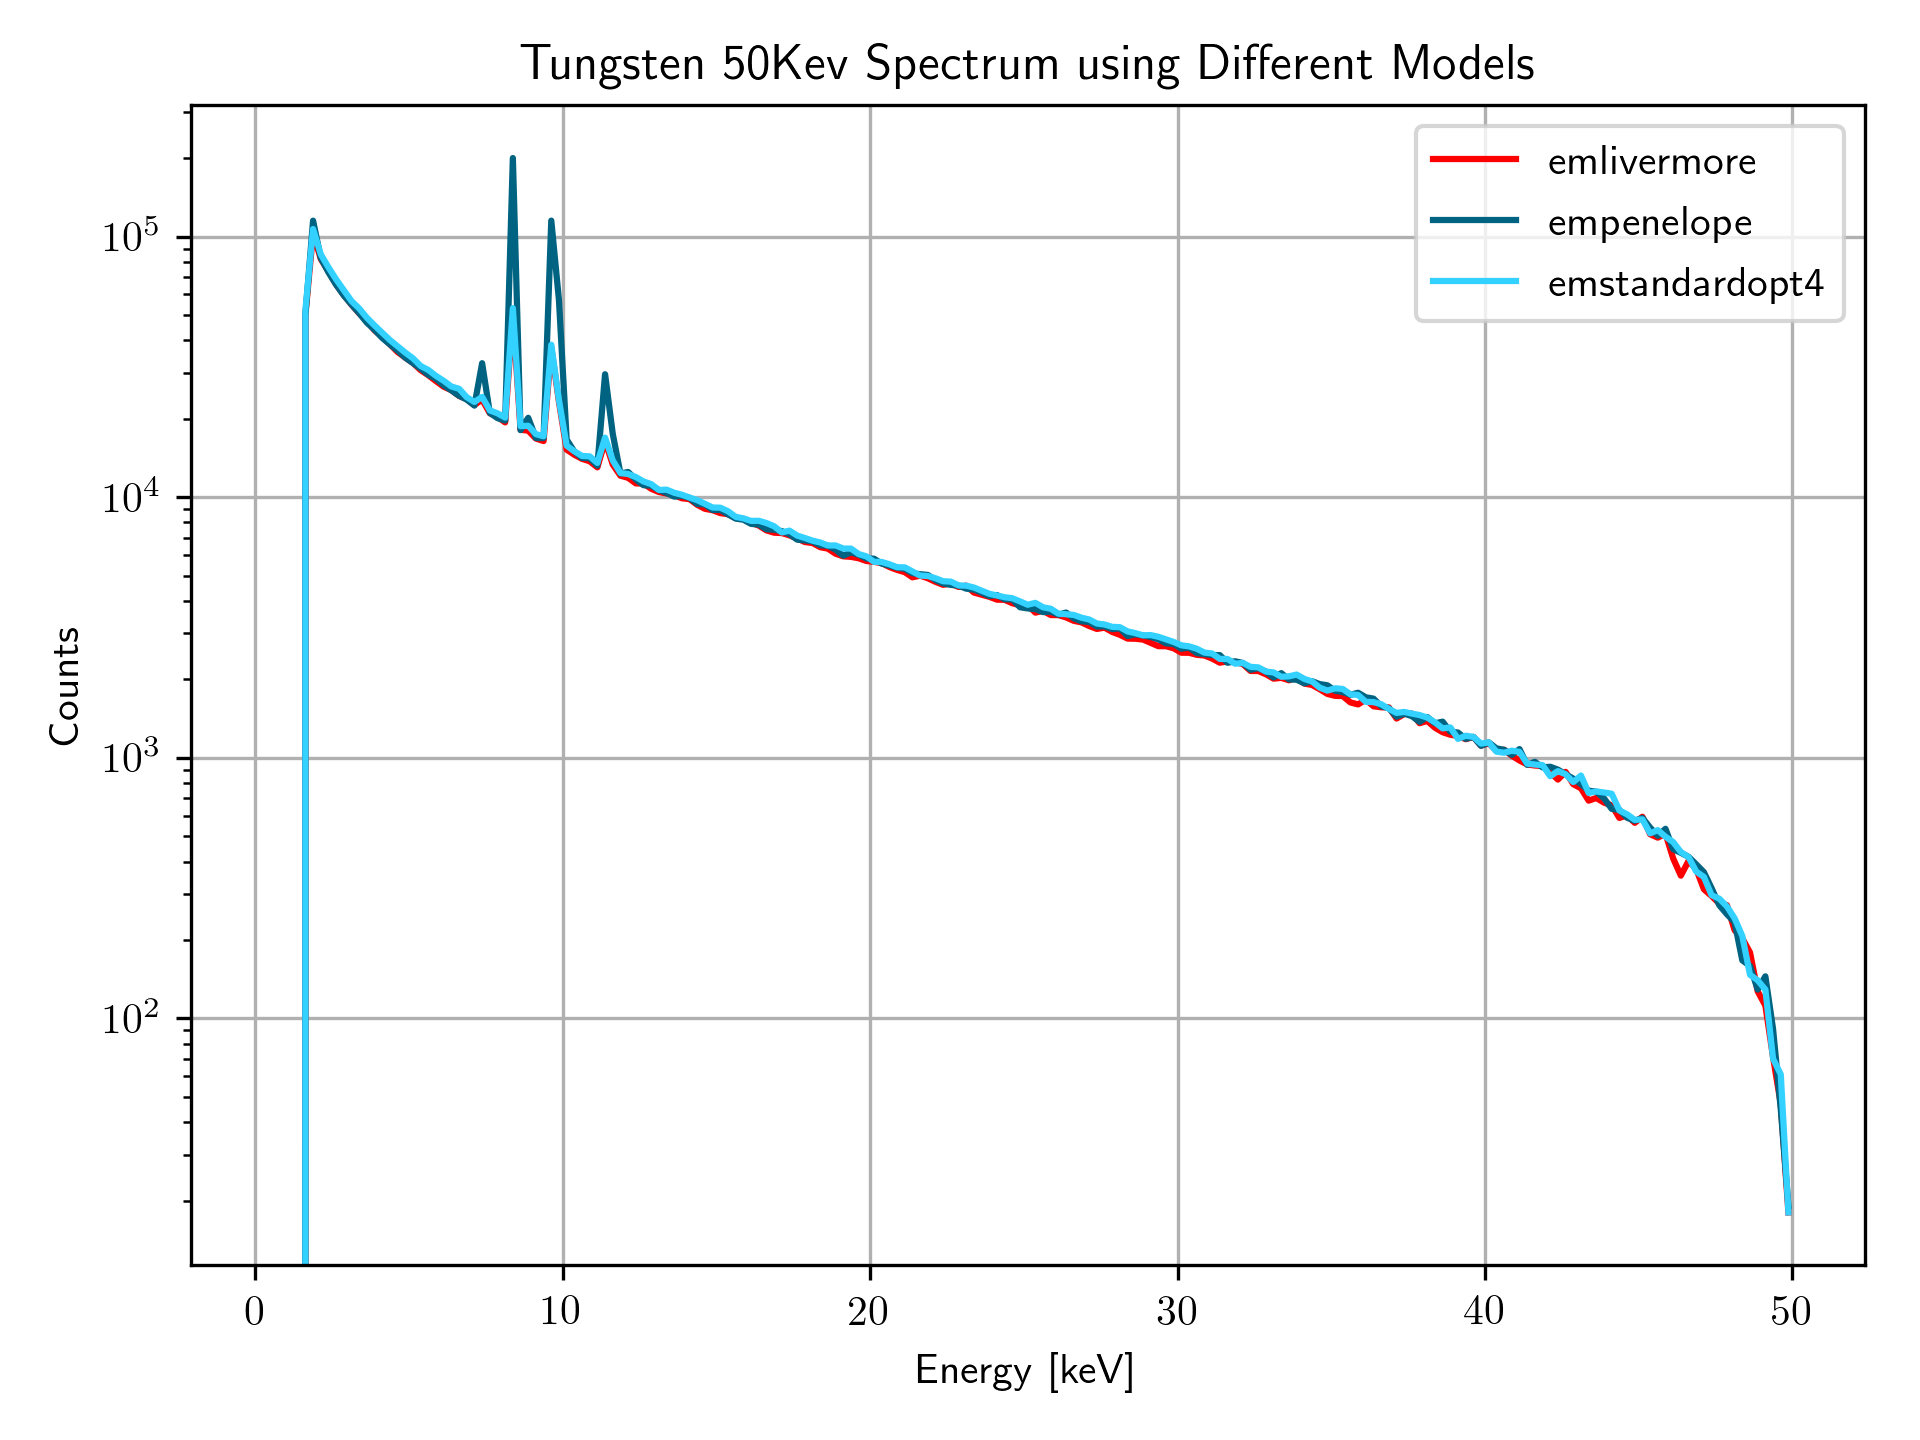 Tungsten 50Kev Spectrum using Different Models
emlivermore
empenelope
emstandardopt4
10^5
10^4
10^3
10^2
Counts
0 10 20 30 40 50
Energy [keV]